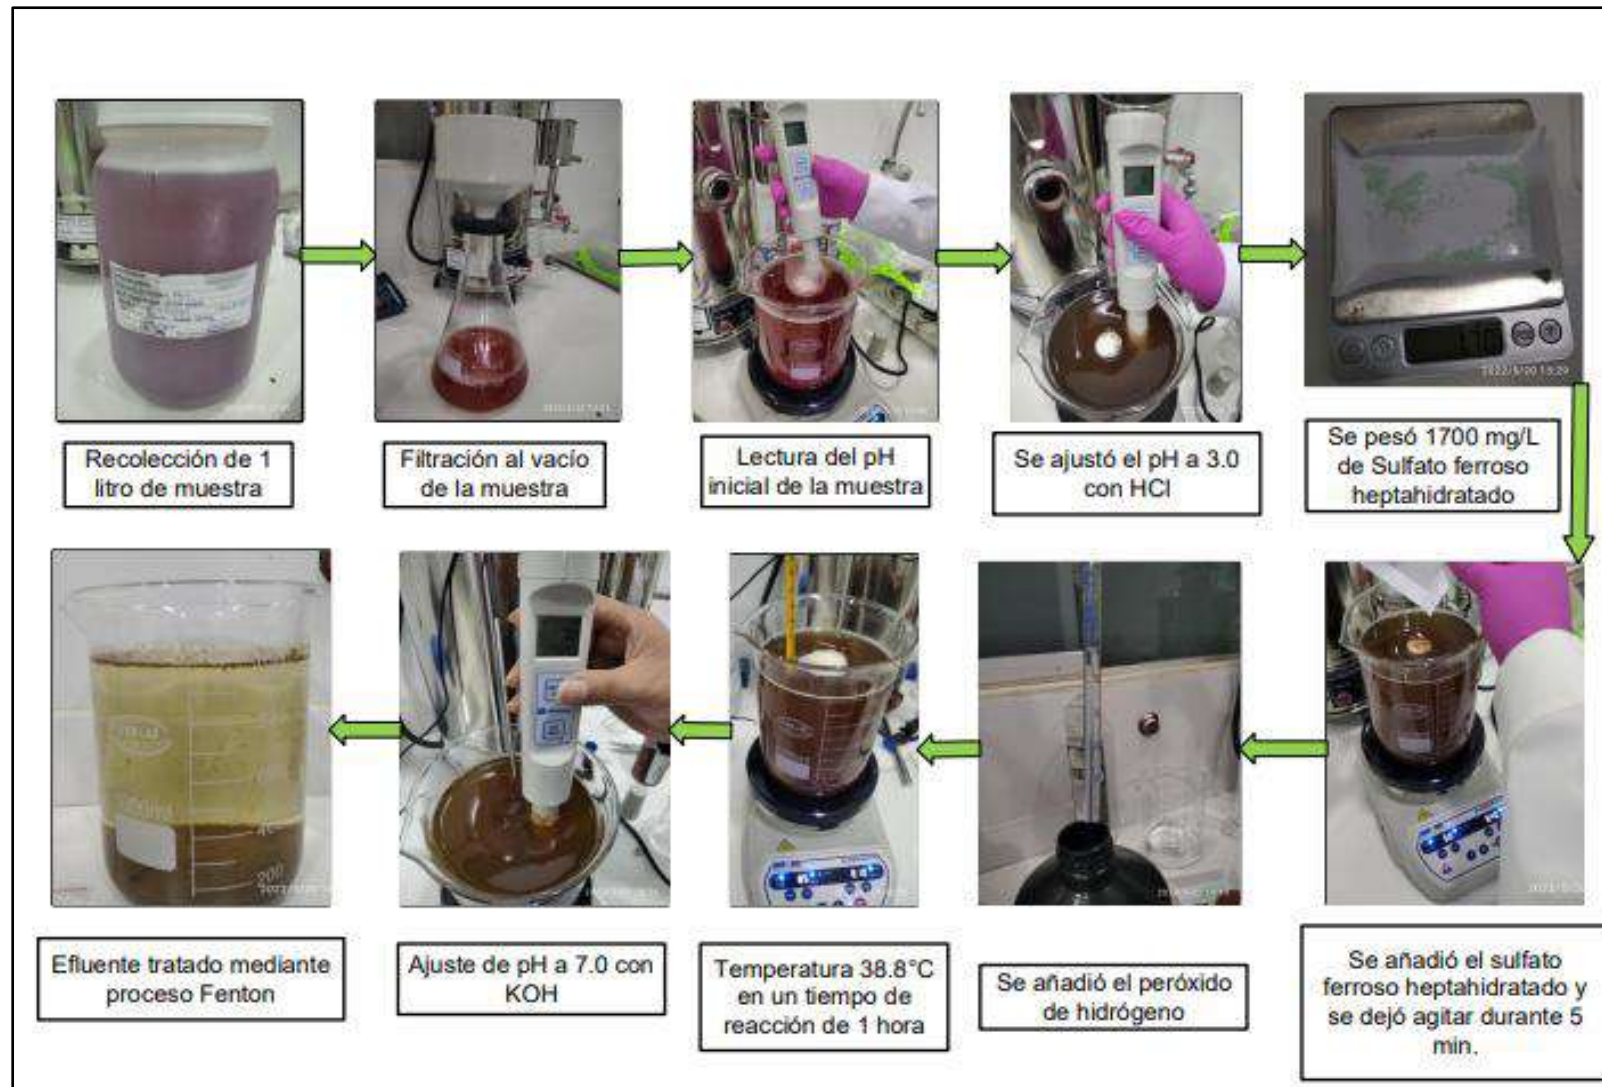 Recolección de 1
litro de muestra
Filtración al vacío
de la muestra
Lectura del pH
inicial de la muestra
Se ajustó el pH a 3.0
con HCl
Se pesó 1700 mg/L
de Sulfato ferroso
heptahidratado
Se añadió el sulfato
ferroso heptahidratado y
se dejó agitar durante 5
min.
Se añadió el peróxido
de hidrógeno
Temperatura 38.8°C
en un tiempo de
reacción de 1 hora
Ajuste de pH a 7.0 con
KOH
Efluente tratado mediante
proceso Fenton